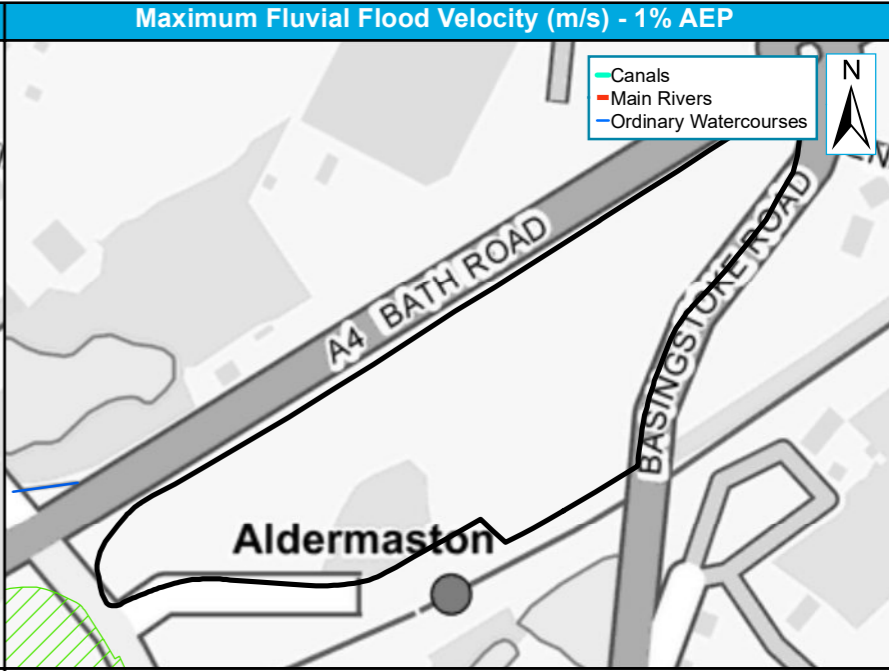 Maximum Fluvial Flood Velocity (m/s) - 1% AEP
Canals
Main Rivers
Ordinary Watercourses
N
A4 BATH ROAD
BASINGSTOKE ROAD
Aldermaston